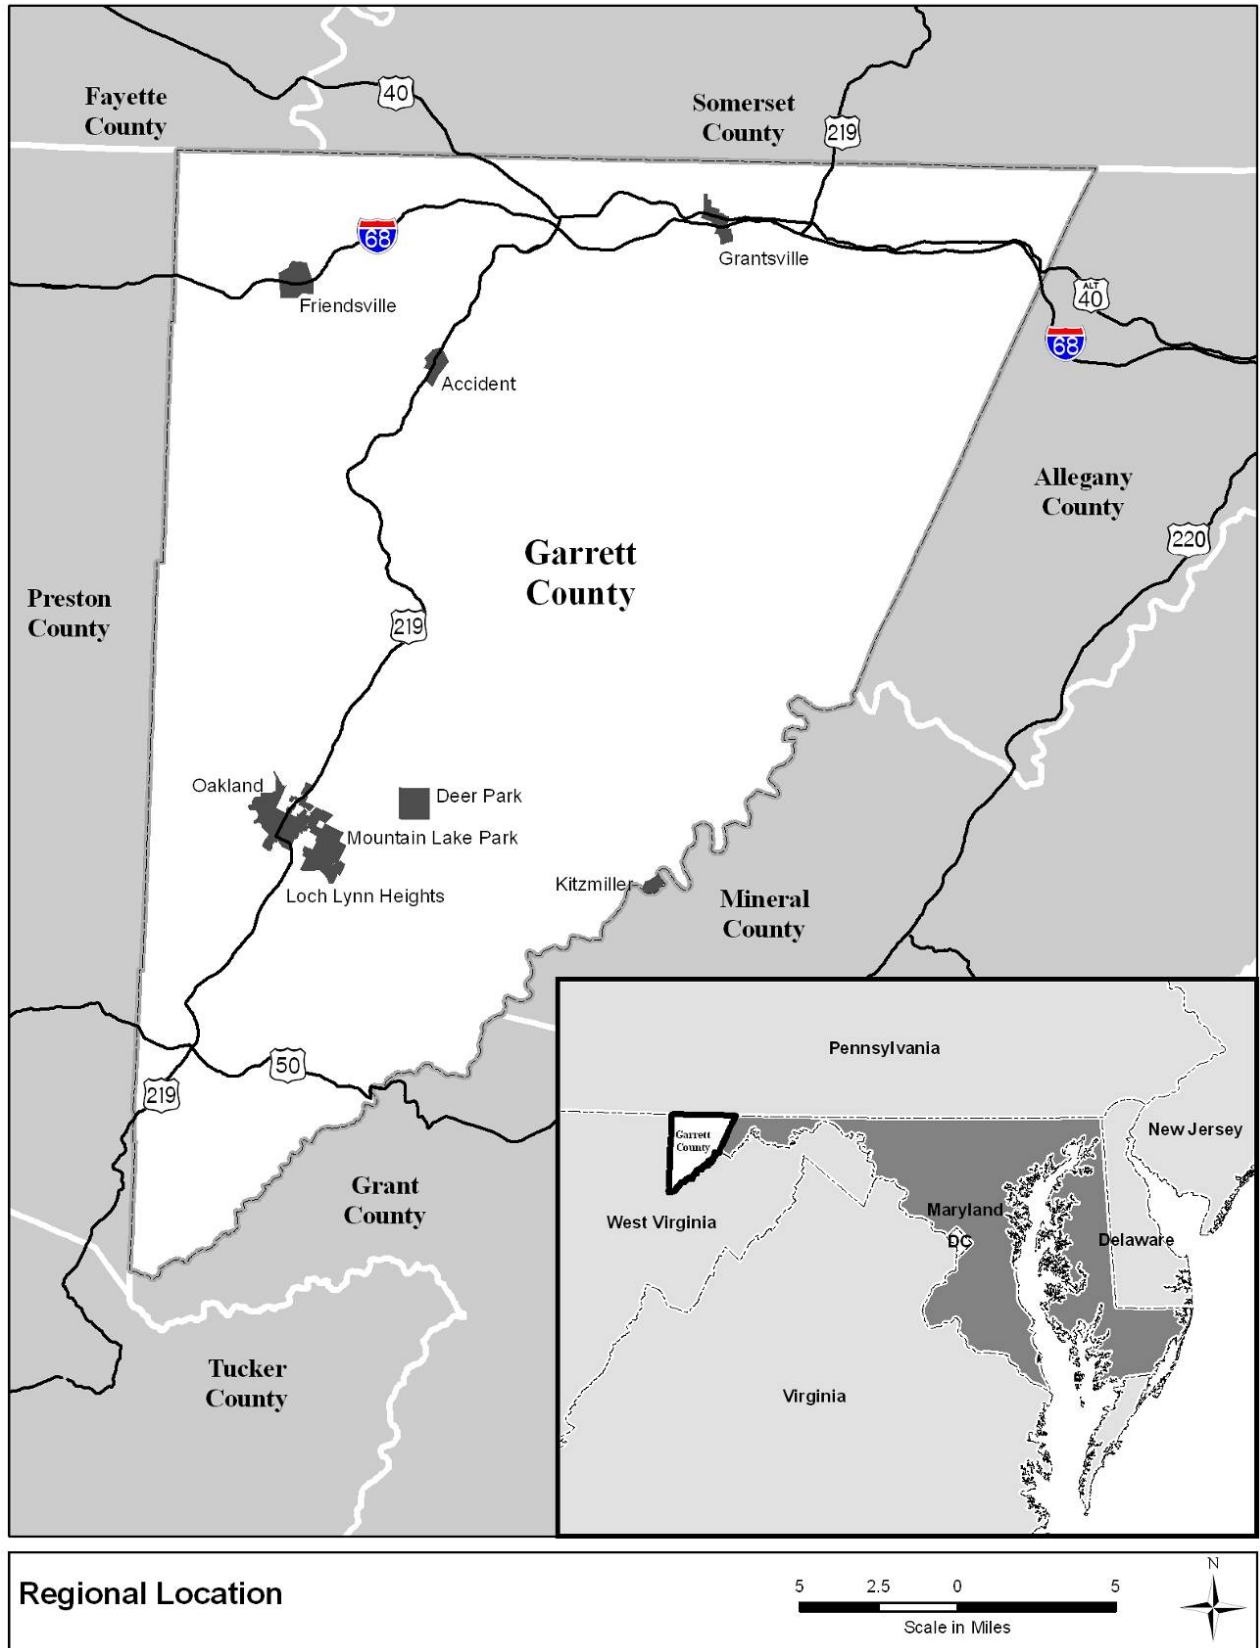 Fayette
County
40
Somerset
County
219
68
Grantsville
Friendsville
ALT
40
68
Accident
Allegany
County
220
Garrett
County
Preston
County
219
Oakland
Deer Park
Mountain Lake Park
Loch Lynn Heights
Kitzmiller
Mineral
County
50
219
Grant
County
Tucker
County
Pennsylvania
New Jersey
Garrett
County
West Virginia
Maryland
DC
Delaware
Virginia
Regional Location
5 2.5 0 5
Scale in Miles
N